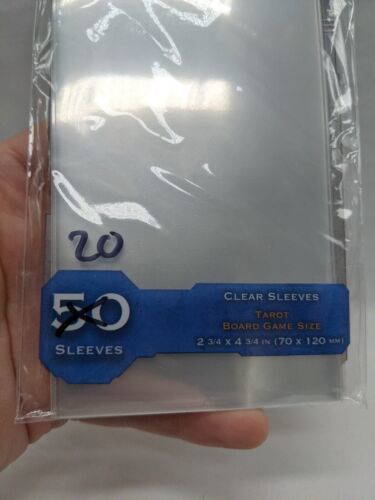 20
50
SLEEVES
CLEAR SLEEVES
TAROT
BOARD GAME SIZE
2 3/4 X 4 3/4 IN (70 X 120 MM)